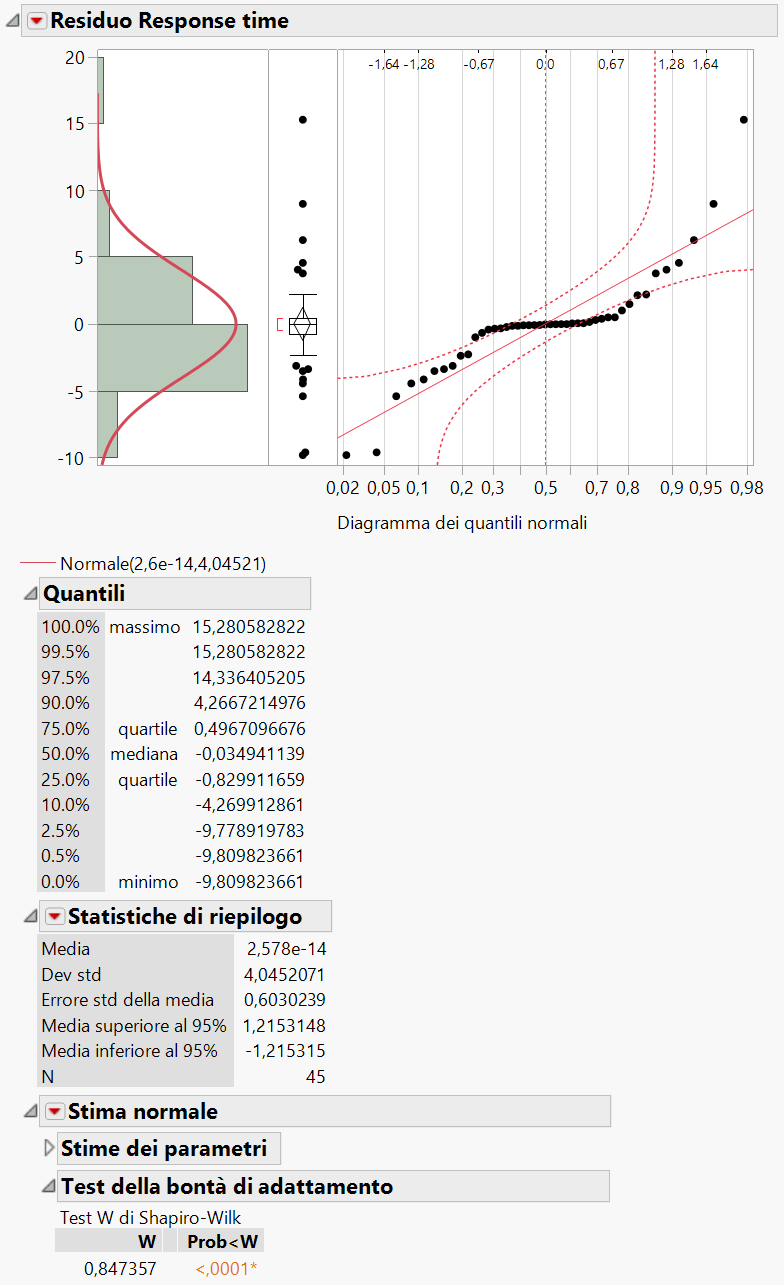 Residuo Response time
-1,64 -1,28 -0,67 0,0 0,67 1,28 1,64
20
15
10
5
0
-5
-10
0,02 0,05 0,1 0,2 0,3 0,5 0,7 0,8 0,9 0,95 0,98
Diagramma dei quantili normali
Normale(2,6e-14,4,04521)
Quantili
100.0% massimo 15,280582822
99.5% 15,280582822
97.5% 14,336405205
90.0% 4,2667214976
75.0% quartile 0,4967096676
50.0% mediana -0,034941139
25.0% quartile -0,829911659
10.0% -4,269912861
2.5% -9,778919783
0.5% -9,809823661
0.0% minimo -9,809823661
Statistiche di riepilogo
Media 2,578e-14
Dev std 4,0452071
Errore std della media 0,6030239
Media superiore al 95% 1,2153148
Media inferiore al 95% -1,215315
N 45
Stima normale
Stime dei parametri
Test della bontà di adattamento
Test W di Shapiro-Wilk
W Prob<W
0,847357 <,0001*